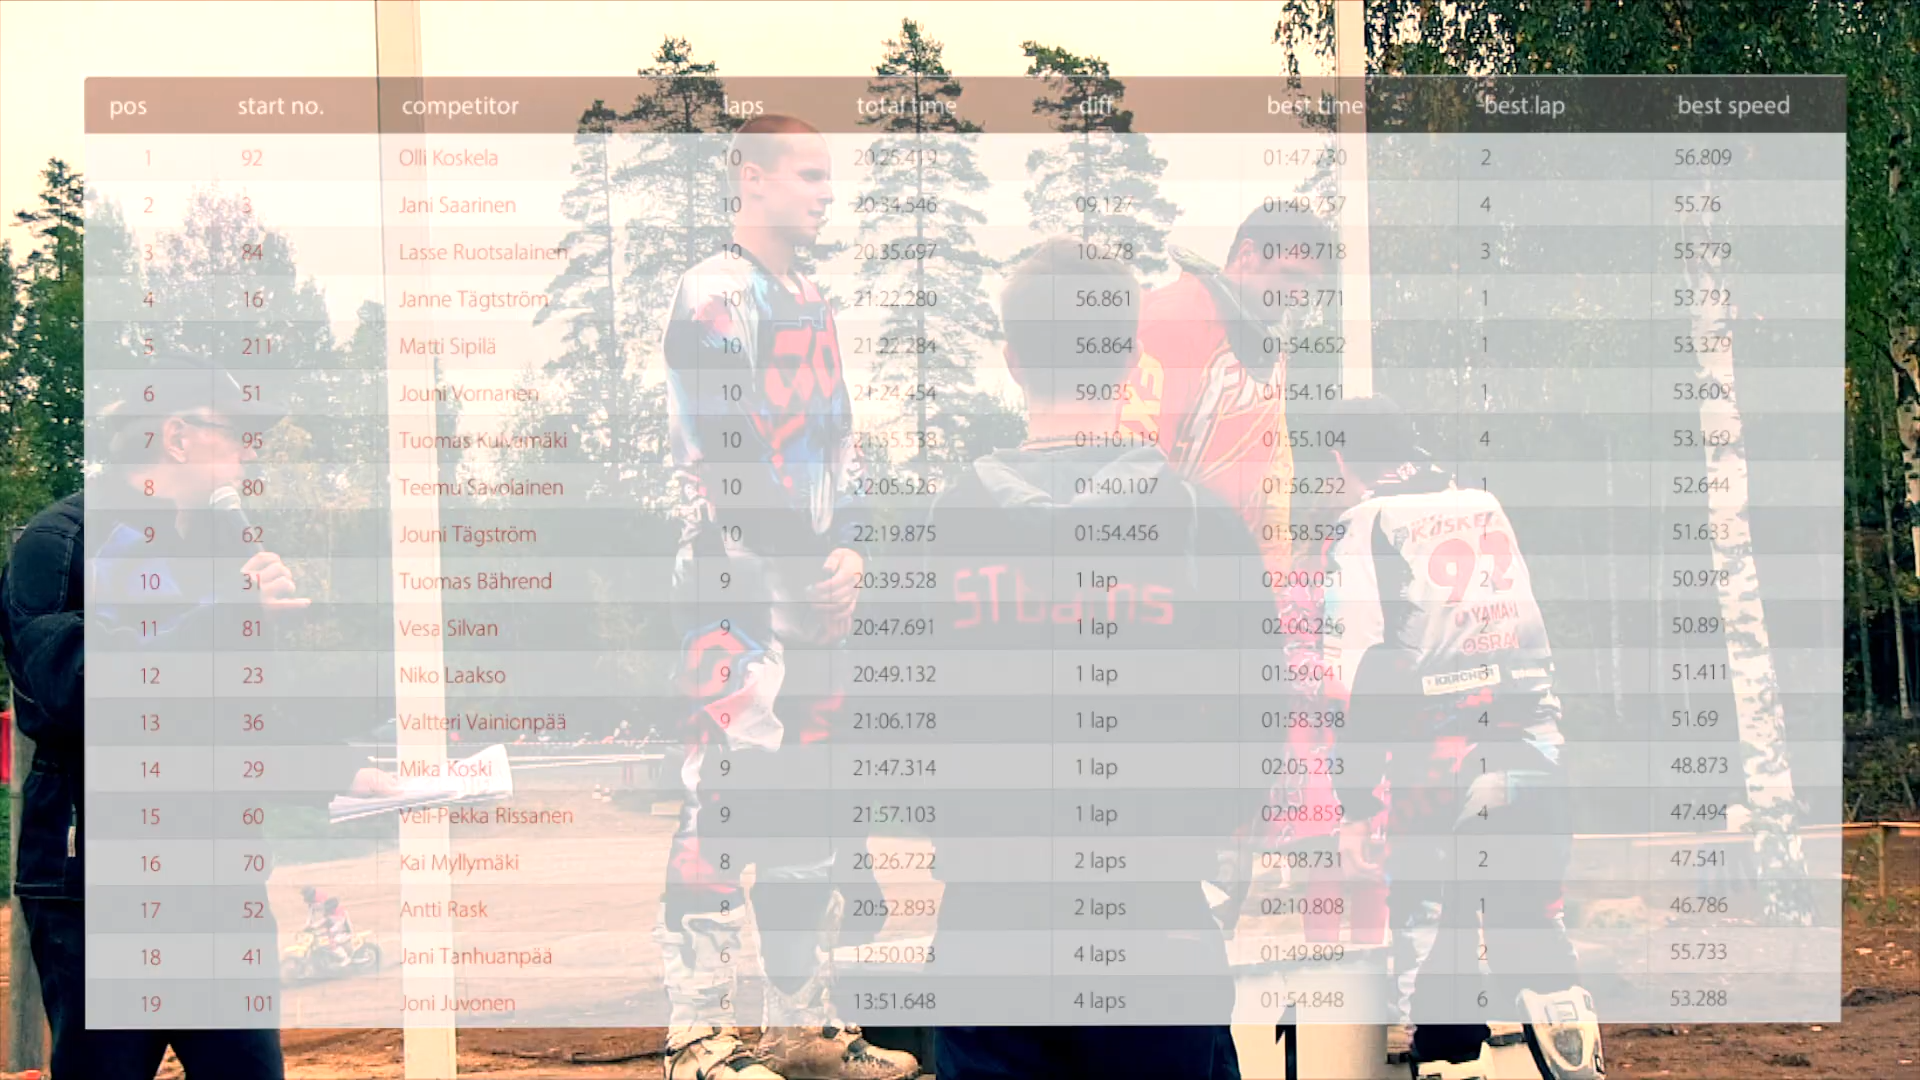 pos start no. competitor laps total time diff best time best lap best speed
1 92 Olli Koskela 10 20:25.419 01:47.730 2 56.809
2 3 Jani Saarinen 10 20:34.546 09.127 01:49.757 4 55.76
3 84 Lasse Ruotsalainen 10 20:35.697 10.278 01:49.718 3 55.779
4 16 Janne Tägtström 10 21:22.280 56.861 01:53.771 1 53.792
5 211 Matti Sipilä 10 21:22.284 56.864 01:54.652 1 53.379
6 51 Jouni Vornanen 10 21:24.454 59.035 01:54.161 1 53.609
7 95 Tuomas Kuivamäki 10 21:35.538 01:10.119 01:55.104 4 53.169
8 80 Teemu Savolainen 10 22:05.526 01:40.107 01:56.252 1 52.644
9 62 Jouni Tägström 10 22:19.875 01:54.456 01:58.529 1 51.633
10 31 Tuomas Bährend 9 20:39.528 1 lap 02:00.051 2 50.978
11 81 Vesa Silvan 9 20:47.691 1 lap 02:00.256 2 50.891
12 23 Niko Laakso 9 20:49.132 1 lap 01:59.041 3 51.411
13 36 Valtteri Vainionpää 9 21:06.178 1 lap 01:58.398 4 51.69
14 29 Mika Koski 9 21:47.314 1 lap 02:05.223 1 48.873
15 60 Veli-Pekka Rissanen 9 21:57.103 1 lap 02:08.859 4 47.494
16 70 Kai Myllymäki 8 20:26.722 2 laps 02:08.731 2 47.541
17 52 Antti Rask 8 20:52.893 2 laps 02:10.808 1 46.786
18 41 Jani Tanhuanpää 6 12:50.033 4 laps 01:49.809 2 55.733
19 101 Joni Juvonen 6 13:51.648 4 laps 01:54.848 6 53.288
KOSKELA
92
YAMAHA
KÄRCHER
1